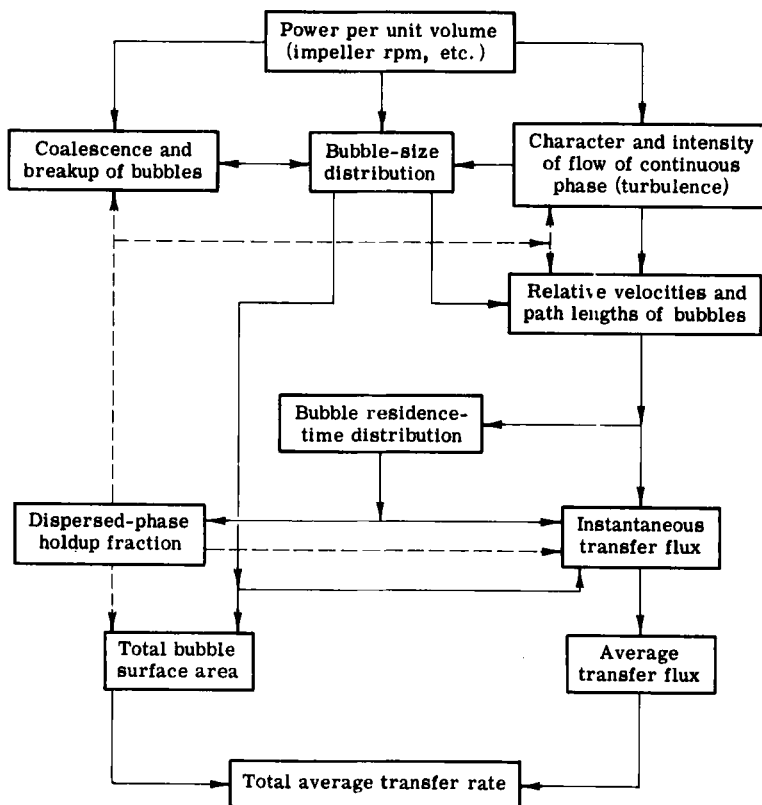 Power per unit volume
(impeller rpm, etc.)
Coalescence and
breakup of bubbles
Bubble-size
distribution
Character and intensity
of flow of continuous
phase (turbulence)
Relative velocities and
path lengths of bubbles
Bubble residence-
time distribution
Dispersed-phase
holdup fraction
Instantaneous
transfer flux
Total bubble
surface area
Average
transfer flux
Total average transfer rate